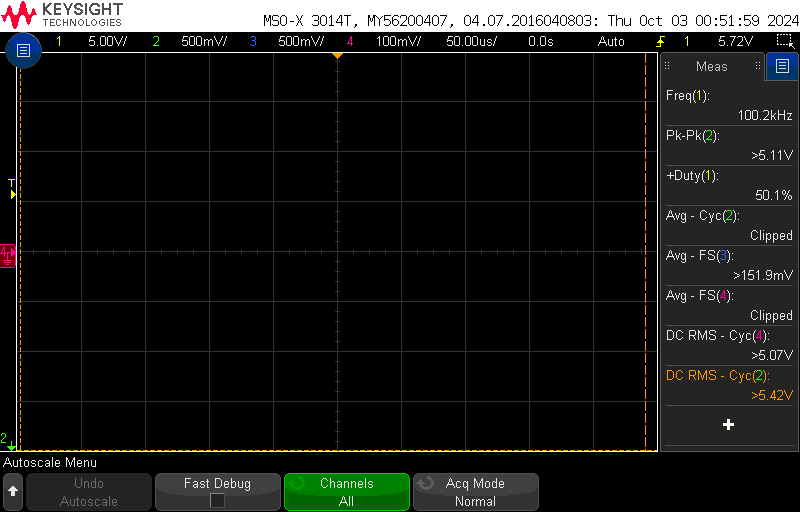 KEYSIGHT
TECHNOLOGIES
MSO-X 3014T, MY56200407, 04.07.2016040803: Thu Oct 03 00:51:59 2024
1 5.00V/ 2 500mV/ 3 500mV/ 4 100mV/ 50.00us/ 0.0s Auto 1 5.72V
Meas
Freq(1):
100.2kHz
Pk-Pk(2):
>5.11V
+Duty(1):
50.1%
Avg - Cyc(2):
Clipped
Avg - FS(3):
>151.9mV
Avg - FS(4):
Clipped
DC RMS - Cyc(4):
>5.07V
DC RMS - Cyc(2):
>5.42V
T
4
2
Autoscale Menu
Undo
Autoscale
Fast Debug
Channels
All
Acq Mode
Normal